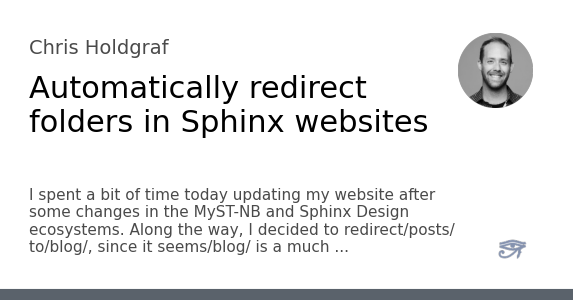 Chris Holdgraf
Automatically redirect
folders in Sphinx websites
I spent a bit of time today updating my website after
some changes in the MyST-NB and Sphinx Design
ecosystems. Along the way, I decided to redirect/posts/
to/blog/, since it seems/blog/ is a much ...